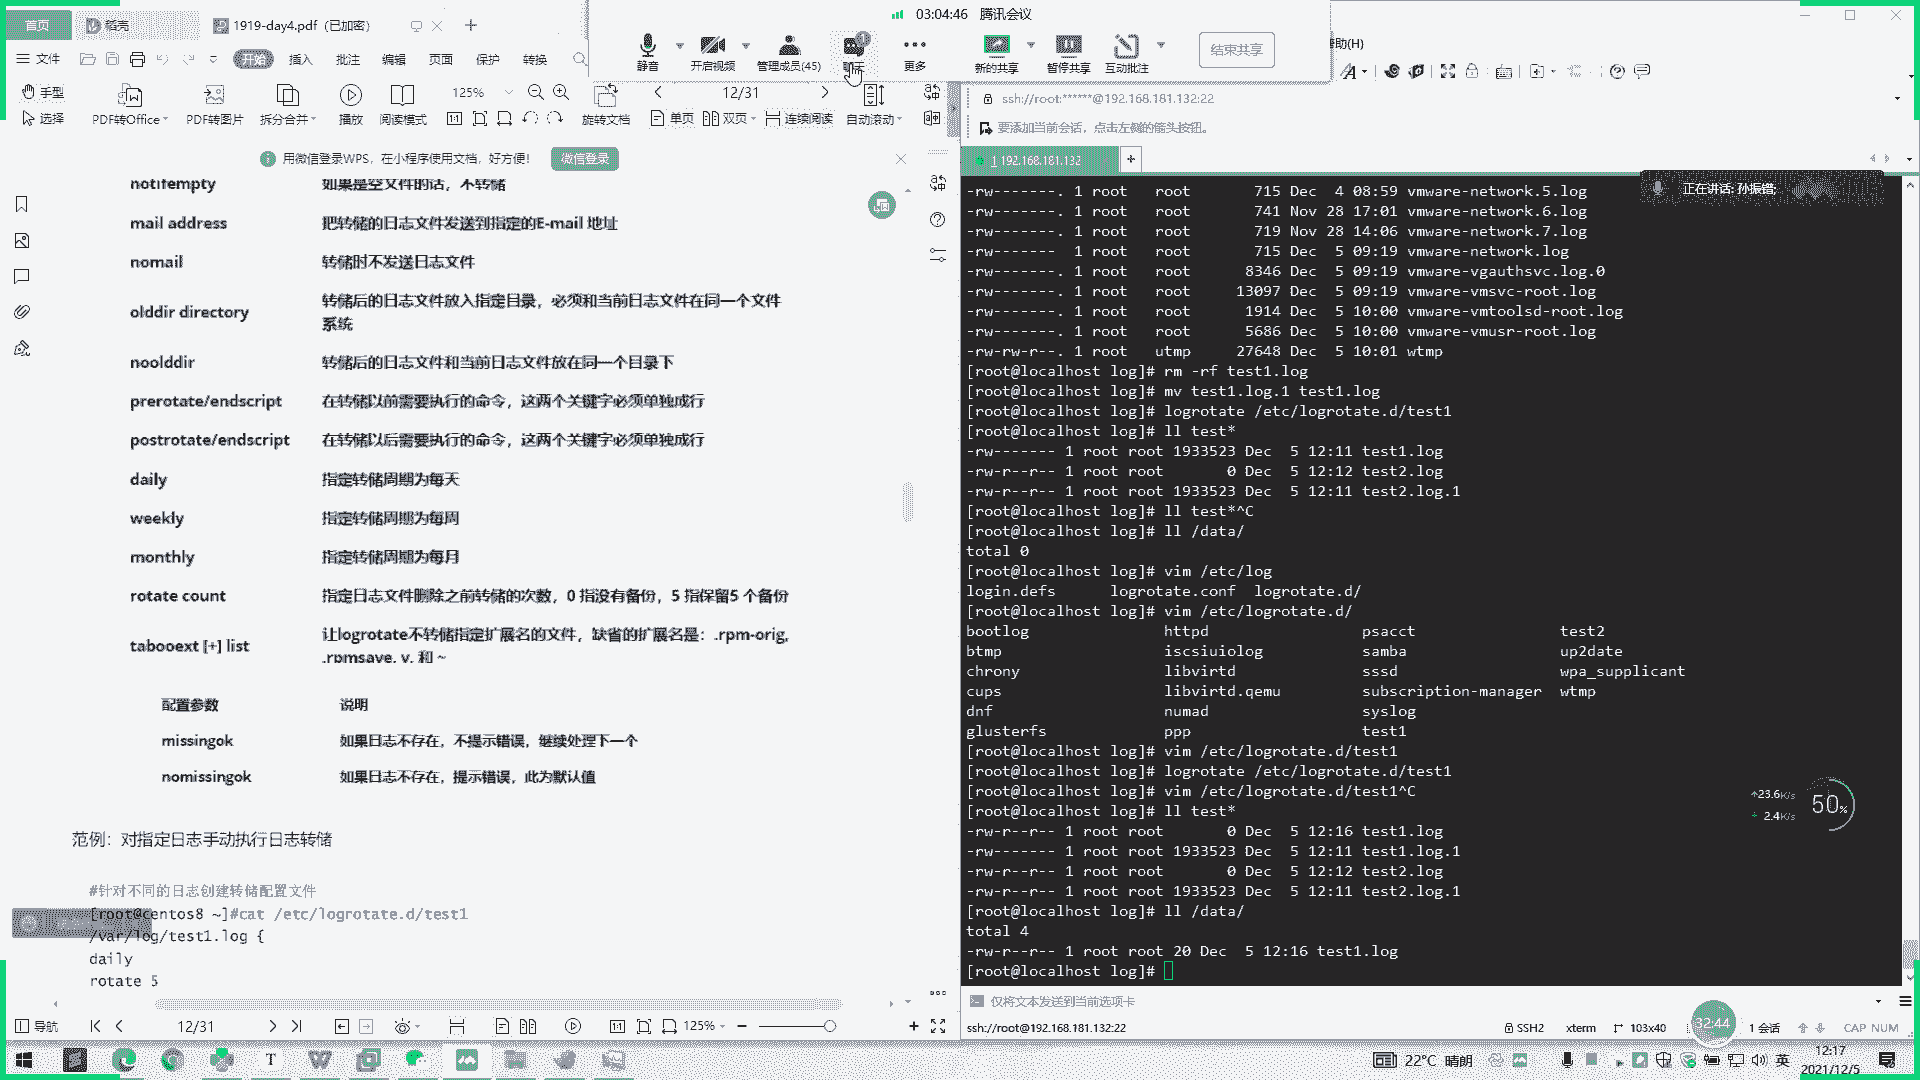 首页
稻壳
1919-day4.pdf (已加密)
03:04:46 腾讯会议
静音
开启视频
管理成员(45)
更多
新的共享
暂停共享
互动批注
结束共享
文件
开始
插入
批注
编辑
页面
保护
转换
手型
选择
PDF转Office
PDF转图片
拆分合并
播放
阅读模式
125%
旋转文档
12/31
单页
双页
连续阅读
自动滚动
用微信登录WPS，在小程序使用文档，好方便！
微信登录
notifempty 如果是空文件的话，不转储
mail address 把转储的日志文件发送到指定的E-mail 地址
nomail 转储时不发送日志文件
olddir directory 转储后的日志文件放入指定目录，必须和当前日志文件在同一个文件
系统
noolddir 转储后的日志文件和当前日志文件放在同一个目录下
prerotate/endscript 在转储以前需要执行的命令，这两个关键字必须单独成行
postrotate/endscript 在转储以后需要执行的命令，这两个关键字必须单独成行
daily 指定转储周期为每天
weekly 指定转储周期为每周
monthly 指定转储周期为每月
rotate count 指定日志文件删除之前转储的次数，0 指没有备份，5 指保留5 个备份
tabooext [+] list 让logrotate不转储指定扩展名的文件，缺省的扩展名是：.rpm-orig,
.rpmsave, v, 和 ~
配置参数 说明
missingok 如果日志不存在，不提示错误，继续处理下一个
nomissingok 如果日志不存在，提示错误，此为默认值
范例：对指定日志手动执行日志转储
#针对不同的日志创建转储配置文件
[root@centos8 ~]#cat /etc/logrotate.d/test1
/var/log/test1.log {
daily
rotate 5
导航
12/31
125%
ssh://root:******@192.168.181.132:22
要添加当前会话，点击左侧的箭头按钮。
1 192.168.181.132
正在讲话:
-rw-------. 1 root   root       715 Dec  4 08:59 vmware-network.5.log
-rw-------. 1 root   root       741 Nov 28 17:01 vmware-network.6.log
-rw-------. 1 root   root       719 Nov 28 14:06 vmware-network.7.log
-rw-------. 1 root   root       715 Dec  5 09:19 vmware-network.log
-rw-------. 1 root   root      8346 Dec  5 09:19 vmware-vgauthsvc.log.0
-rw-------. 1 root   root     13097 Dec  5 09:19 vmware-vmsvc-root.log
-rw-------. 1 root   root      1914 Dec  5 10:00 vmware-vmtoolsd-root.log
-rw-------. 1 root   root      5686 Dec  5 10:00 vmware-vmusr-root.log
-rw-rw-r--. 1 root   utmp     27648 Dec  5 10:01 wtmp
[root@localhost log]# rm -rf test1.log
[root@localhost log]# mv test1.log.1 test1.log
[root@localhost log]# logrotate /etc/logrotate.d/test1
[root@localhost log]# ll test*
-rw------- 1 root root 1933523 Dec  5 12:11 test1.log
-rw-r--r-- 1 root root       0 Dec  5 12:12 test2.log
-rw-r--r-- 1 root root 1933523 Dec  5 12:11 test2.log.1
[root@localhost log]# ll test*^C
[root@localhost log]# ll /data/
total 0
[root@localhost log]# vim /etc/log
login.defs      logrotate.conf  logrotate.d/
[root@localhost log]# vim /etc/logrotate.d/
bootlog             httpd               psacct              test2
btmp                iscsiuiolog         samba               up2date
chrony              libvirtd            sssd                wpa_supplicant
cups                libvirtd.qemu       subscription-manager  wtmp
dnf                 numad               syslog
glusterfs           ppp                 test1
[root@localhost log]# vim /etc/logrotate.d/test1
[root@localhost log]# logrotate /etc/logrotate.d/test1
[root@localhost log]# vim /etc/logrotate.d/test1^C
[root@localhost log]# ll test*
-rw-r--r-- 1 root root       0 Dec  5 12:16 test1.log
-rw------- 1 root root 1933523 Dec  5 12:11 test1.log.1
-rw-r--r-- 1 root root       0 Dec  5 12:12 test2.log
-rw-r--r-- 1 root root 1933523 Dec  5 12:11 test2.log.1
[root@localhost log]# ll /data/
total 4
-rw-r--r-- 1 root root 20 Dec  5 12:16 test1.log
[root@localhost log]#
23.6K/s
2.4K/s
50%
仅将文本发送到当前选项卡
ssh://root@192.168.181.132:22
SSH2
xterm
103x40
32:44
1 会话
CAP NUM
22°C 晴朗
英
12:17
2021/12/5